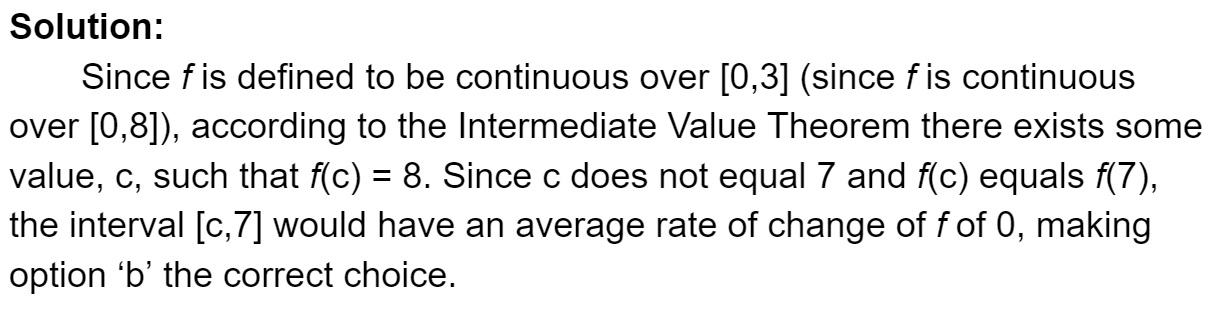 Solution:
Since f is defined to be continuous over [0,3] (since f is continuous
over [0,8]), according to the Intermediate Value Theorem there exists some
value, c, such that f(c) = 8. Since c does not equal 7 and f(c) equals f(7),
the interval [c,7] would have an average rate of change of f of 0, making
option ‘b’ the correct choice.